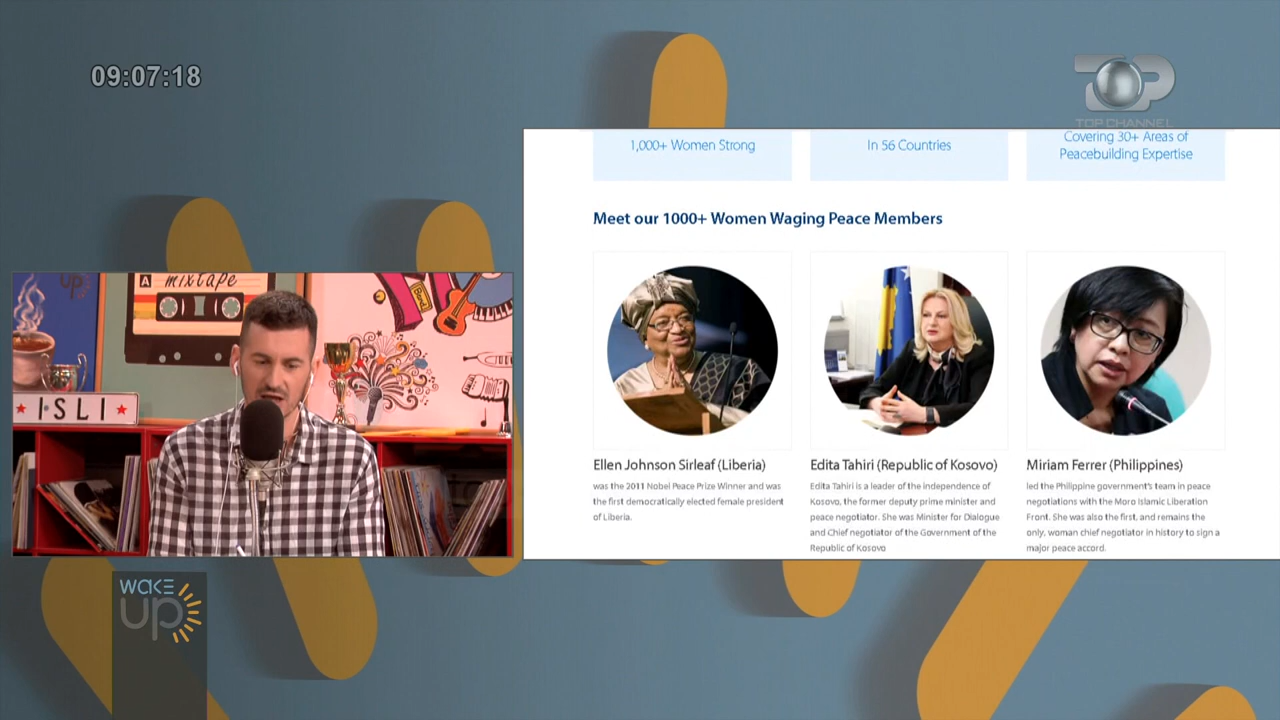 09:07:18
TOP CHANNEL
1,000+ Women Strong
In 56 Countries
Covering 30+ Areas of
Peacebuilding Expertise
Meet our 1000+ Women Waging Peace Members
Ellen Johnson Sirleaf (Liberia)
was the 2011 Nobel Peace Prize Winner and was
the first democratically elected female president
of Liberia.
Edita Tahiri (Republic of Kosovo)
Edita Tahiri is a leader of the independence of
Kosovo, the former deputy prime minister and
peace negotiator. She was Minister for Dialogue
and Chief negotiator of the Government of the
Republic of Kosovo
Miriam Ferrer (Philippines)
led the Philippine government's team in peace
negotiations with the Moro Islamic Liberation
Front. She was also the first, and remains the
only, woman chief negotiator in history to sign a
major peace accord.
up
A mixtape
ISLI
wake
up